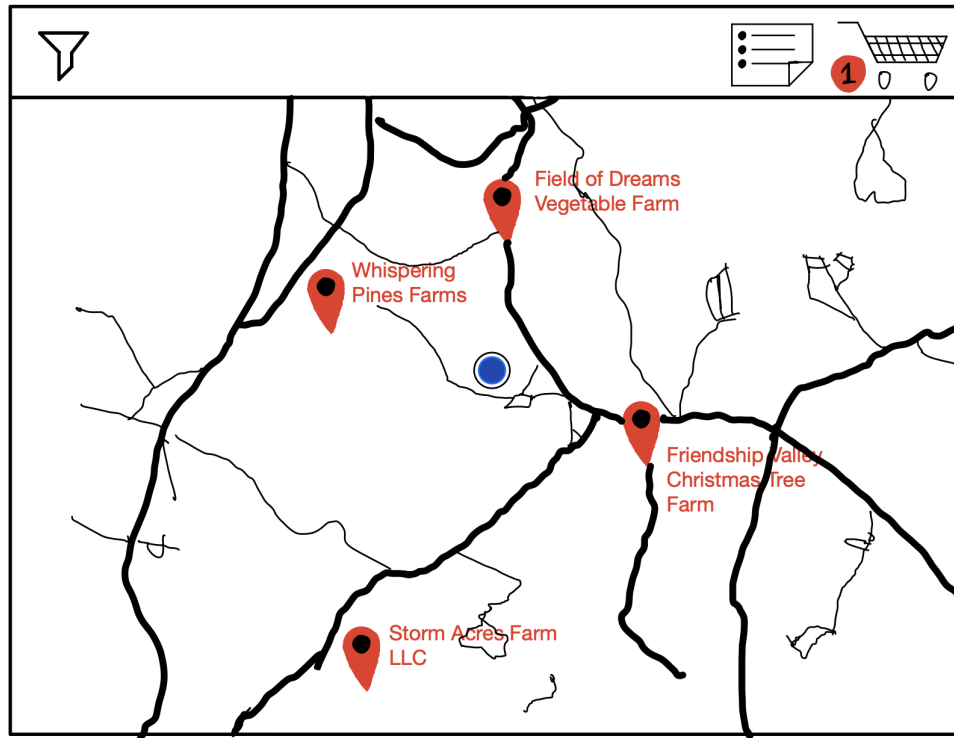 1
Field of Dreams
Vegetable Farm
Whispering
Pines Farms
Friendship Valley
Christmas Tree
Farm
Storm Acres Farm
LLC